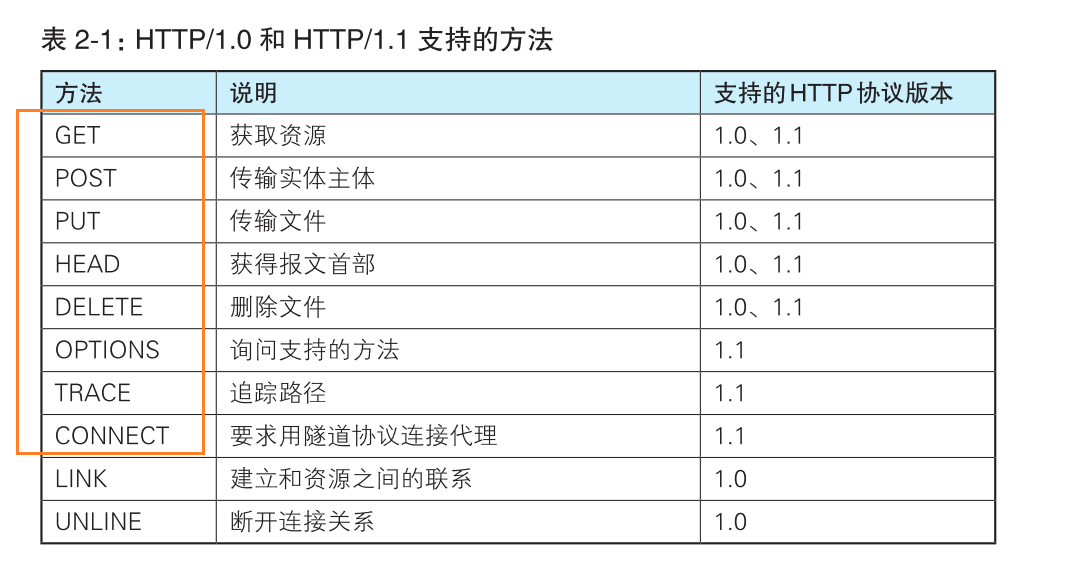 表 2-1：HTTP/1.0 和 HTTP/1.1 支持的方法
方法 说明 支持的HTTP协议版本
GET 获取资源 1.0、1.1
POST 传输实体主体 1.0、1.1
PUT 传输文件 1.0、1.1
HEAD 获得报文首部 1.0、1.1
DELETE 删除文件 1.0、1.1
OPTIONS 询问支持的方法 1.1
TRACE 追踪路径 1.1
CONNECT 要求用隧道协议连接代理 1.1
LINK 建立和资源之间的联系 1.0
UNLINE 断开连接关系 1.0